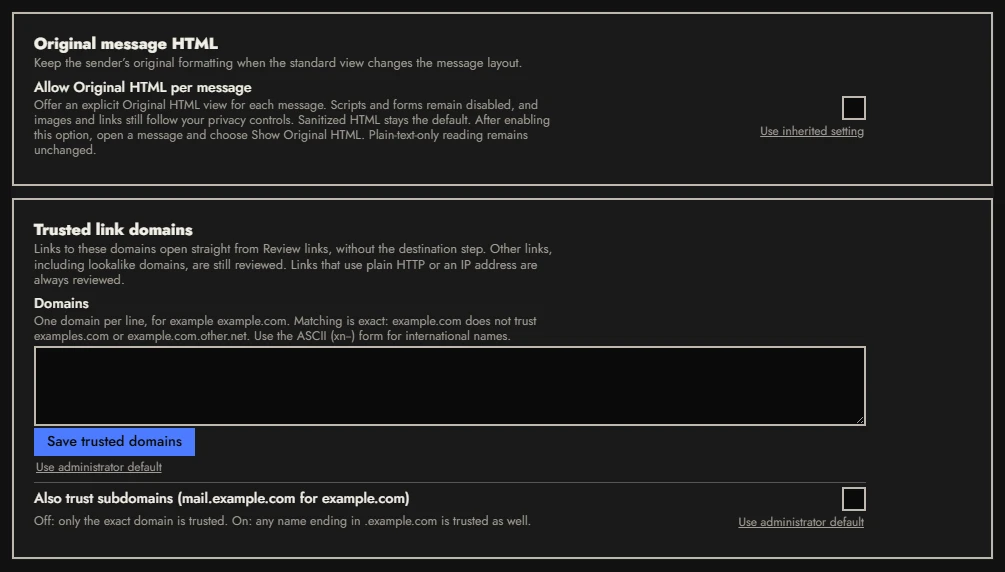 Original message HTML
Keep the sender's original formatting when the standard view changes the message layout.
Allow Original HTML per message
Offer an explicit Original HTML view for each message. Scripts and forms remain disabled, and
images and links still follow your privacy controls. Sanitized HTML stays the default. After enabling
this option, open a message and choose Show Original HTML. Plain-text-only reading remains
unchanged.
Use inherited setting
Trusted link domains
Links to these domains open straight from Review links, without the destination step. Other links,
including lookalike domains, are still reviewed. Links that use plain HTTP or an IP address are
always reviewed.
Domains
One domain per line, for example example.com. Matching is exact: example.com does not trust
examples.com or example.com.other.net. Use the ASCII (xn--) form for international names.
Save trusted domains
Use administrator default
Also trust subdomains (mail.example.com for example.com)
Off: only the exact domain is trusted. On: any name ending in .example.com is trusted as well.
Use administrator default